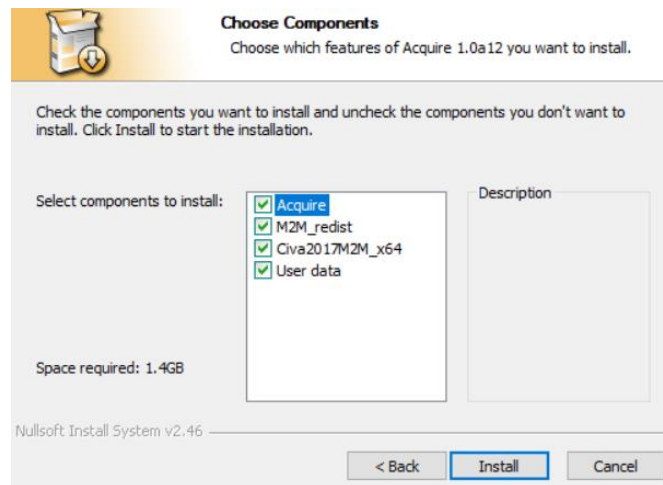 Choose Components
Choose which features of Acquire 1.0a12 you want to install.
Check the components you want to install and uncheck the components you don't want to
install. Click Install to start the installation.
Select components to install:
Acquire
M2M_redist
Civa2017M2M_x64
User data
Description
Space required: 1.4GB
Nullsoft Install System v2.46
< Back
Install
Cancel